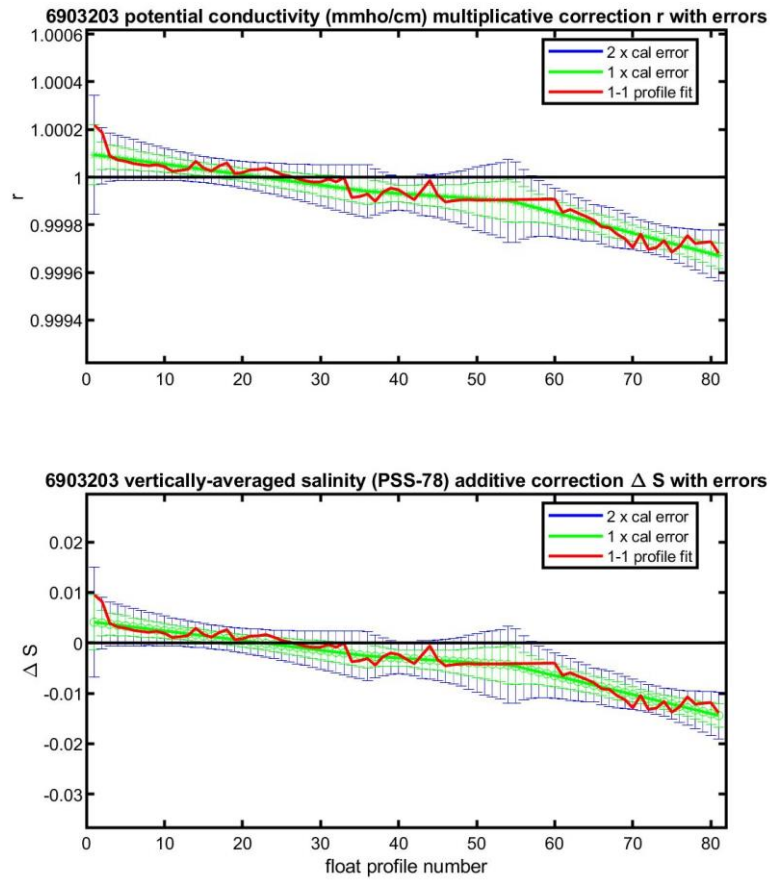 6903203 potential conductivity (mmho/cm) multiplicative correction r with errors
1.0006
1.0004
1.0002
1
0.9998
0.9996
0.9994
r
2 x cal error
1 x cal error
1-1 profile fit
0 10 20 30 40 50 60 70 80
6903203 vertically-averaged salinity (PSS-78) additive correction Δ S with errors
0.02
0.01
0
-0.01
-0.02
-0.03
Δ S
2 x cal error
1 x cal error
1-1 profile fit
0 10 20 30 40 50 60 70 80
float profile number